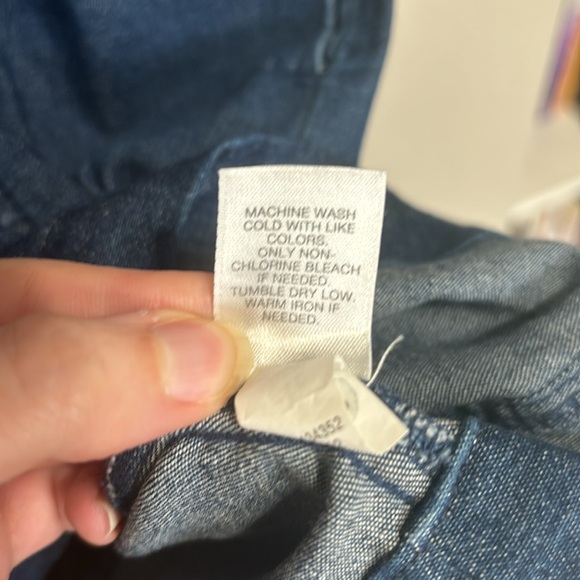 MACHINE WASH
COLD WITH LIKE
COLORS.
ONLY NON-
CHLORINE BLEACH
IF NEEDED.
TUMBLE DRY LOW.
WARM IRON IF
NEEDED.
04352